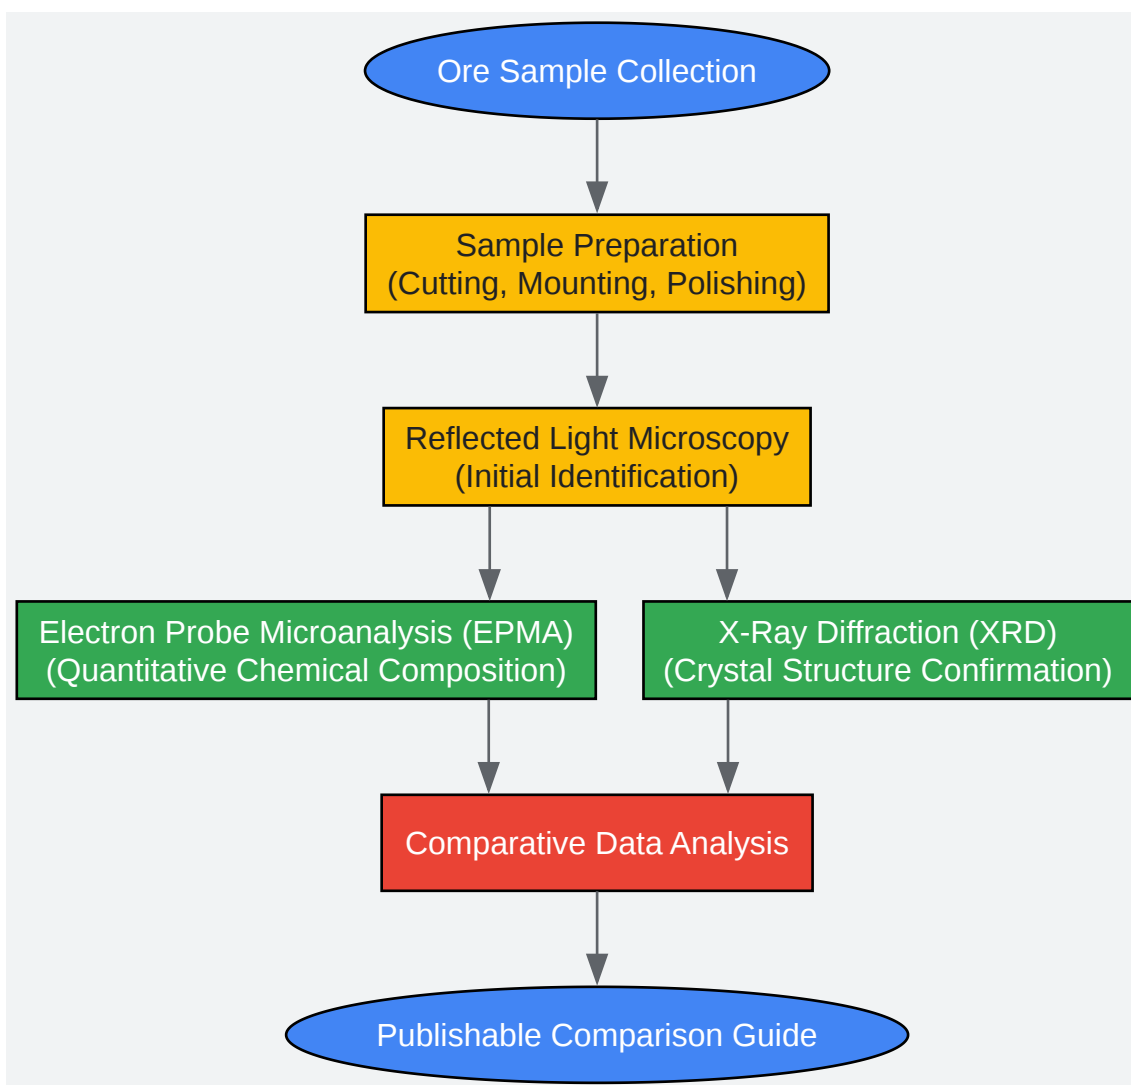 Ore Sample Collection
Sample Preparation
(Cutting, Mounting, Polishing)
Reflected Light Microscopy
(Initial Identification)
Electron Probe Microanalysis (EPMA)
(Quantitative Chemical Composition)
X-Ray Diffraction (XRD)
(Crystal Structure Confirmation)
Comparative Data Analysis
Publishable Comparison Guide